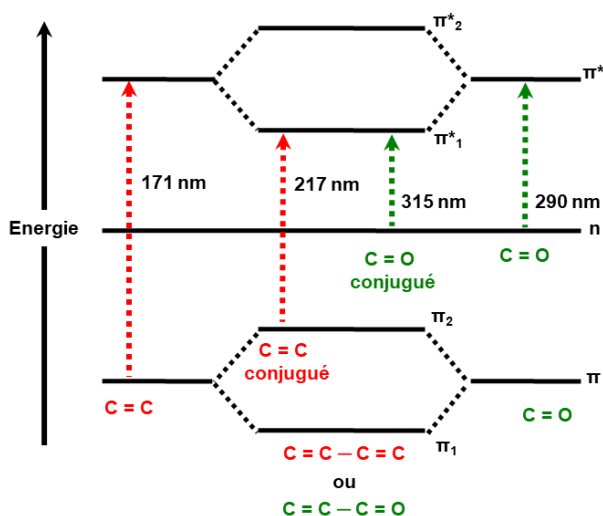 π*2
π*
π*1
171 nm
217 nm
315 nm
290 nm
Energie
n
C = O
conjugué
C = O
π2
C = C
conjugué
π
C = C
C = O
π1
C = C — C = C
ou
C = C — C = O